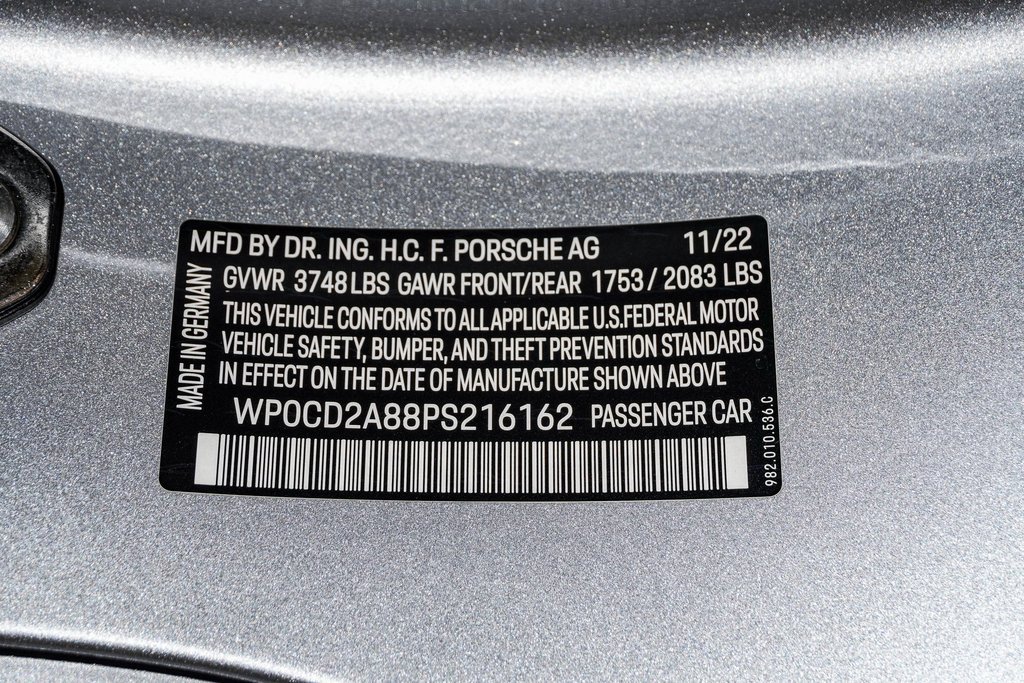 MFD BY DR. ING. H.C. F. PORSCHE AG 11/22
GVWR 3748 LBS GAWR FRONT/REAR 1753 / 2083 LBS
THIS VEHICLE CONFORMS TO ALL APPLICABLE U.S.FEDERAL MOTOR
VEHICLE SAFETY, BUMPER, AND THEFT PREVENTION STANDARDS
IN EFFECT ON THE DATE OF MANUFACTURE SHOWN ABOVE
WP0CD2A88PS216162 PASSENGER CAR
MADE IN GERMANY
982.010.536.C